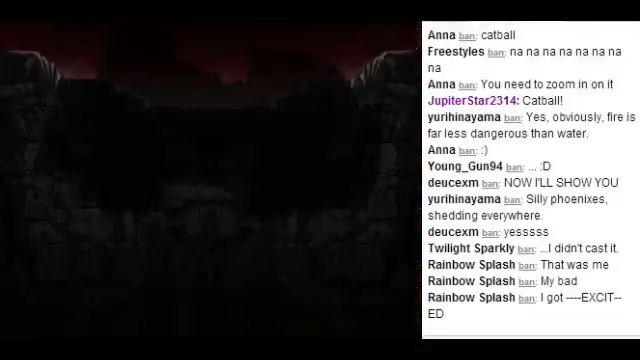 Anna ban: catball
Freestyles ban: na na na na na na na
na
Anna ban: You need to zoom in on it
JupiterStar2314: Catball!
yurihinayama ban: Yes, obviously, fire is
far less dangerous than water.
Anna ban: :)
Young_Gun94 ban: ... :D
deucexm ban: NOW I'LL SHOW YOU
yurihinayama ban: Silly phoenixes,
shedding everywhere.
deucexm ban: yesssss
Twilight Sparkly ban: ...I didn't cast it.
Rainbow Splash ban: That was me
Rainbow Splash ban: My bad
Rainbow Splash ban: I got ----EXCIT--
ED